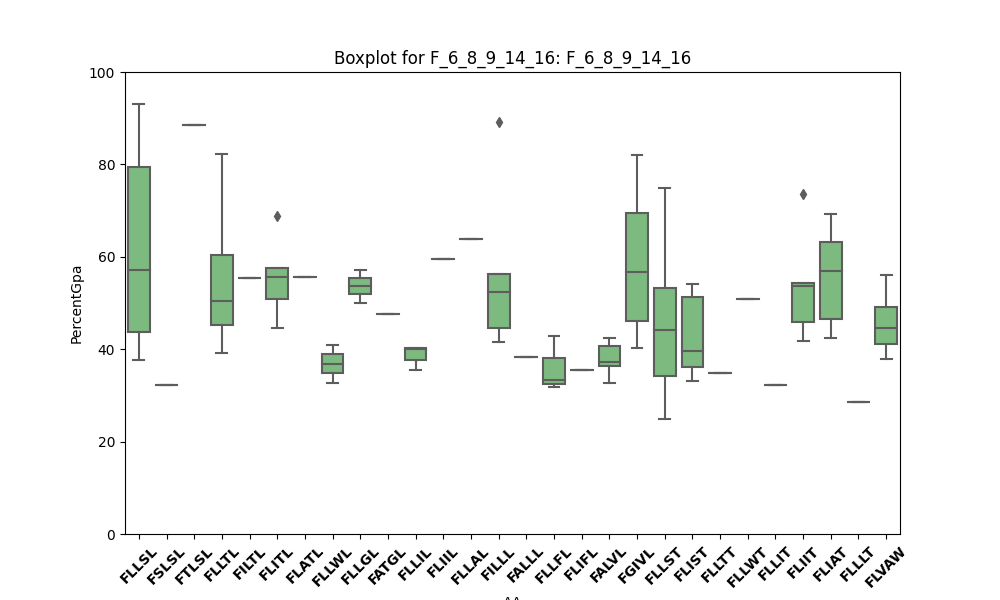 Boxplot for F_6_8_9_14_16: F_6_8_9_14_16
PercentGpa
100
80
60
40
20
0
FLLSL
FSLSL
FTLSL
FLLTL
FILTL
FLITL
FLATL
FLLWL
FLLGL
FATGL
FLLIL
FLIIL
FLLAL
FILLL
FALLL
FLLFL
FLIFL
FALVL
FGIVL
FLLST
FLIST
FLLTT
FLLWT
FLLIT
FLIIT
FLIAT
FLLLT
FLVAW